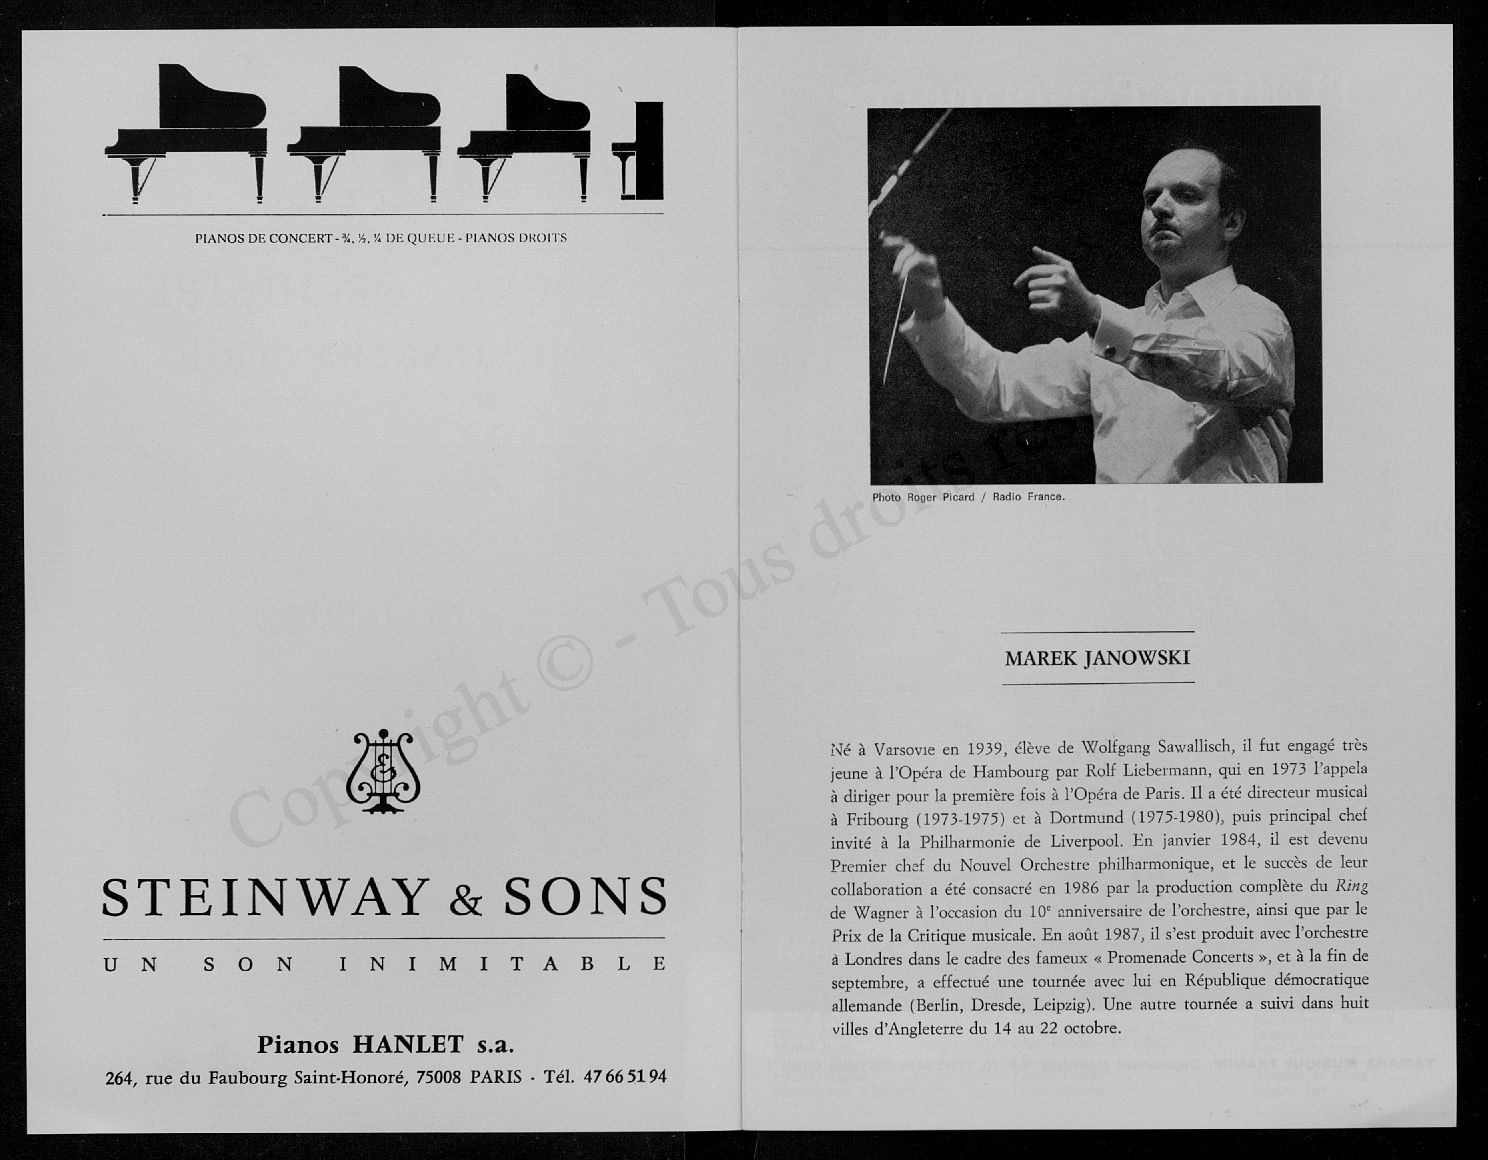 PIANOS DE CONCERT - ¾, ½, ¼ DE QUEUE - PIANOS DROITS
STEINWAY & SONS
UN SON INIMITABLE
Pianos HANLET s.a.
264, rue du Faubourg Saint-Honoré, 75008 PARIS - Tél. 47 66 51 94
Photo Roger Picard / Radio France.
MAREK JANOWSKI
Né à Varsovie en 1939, élève de Wolfgang Sawallisch, il fut engagé très
jeune à l'Opéra de Hambourg par Rolf Liebermann, qui en 1973 l'appela
à diriger pour la première fois à l'Opéra de Paris. Il a été directeur musical
à Fribourg (1973-1975) et à Dortmund (1975-1980), puis principal chef
invité à la Philharmonie de Liverpool. En janvier 1984, il est devenu
Premier chef du Nouvel Orchestre philharmonique, et le succès de leur
collaboration a été consacré en 1986 par la production complète du Ring
de Wagner à l'occasion du 10e anniversaire de l'orchestre, ainsi que par le
Prix de la Critique musicale. En août 1987, il s'est produit avec l'orchestre
à Londres dans le cadre des fameux « Promenade Concerts », et à la fin de
septembre, a effectué une tournée avec lui en République démocratique
allemande (Berlin, Dresde, Leipzig). Une autre tournée a suivi dans huit
villes d'Angleterre du 14 au 22 octobre.
Copyright © - Tous droits